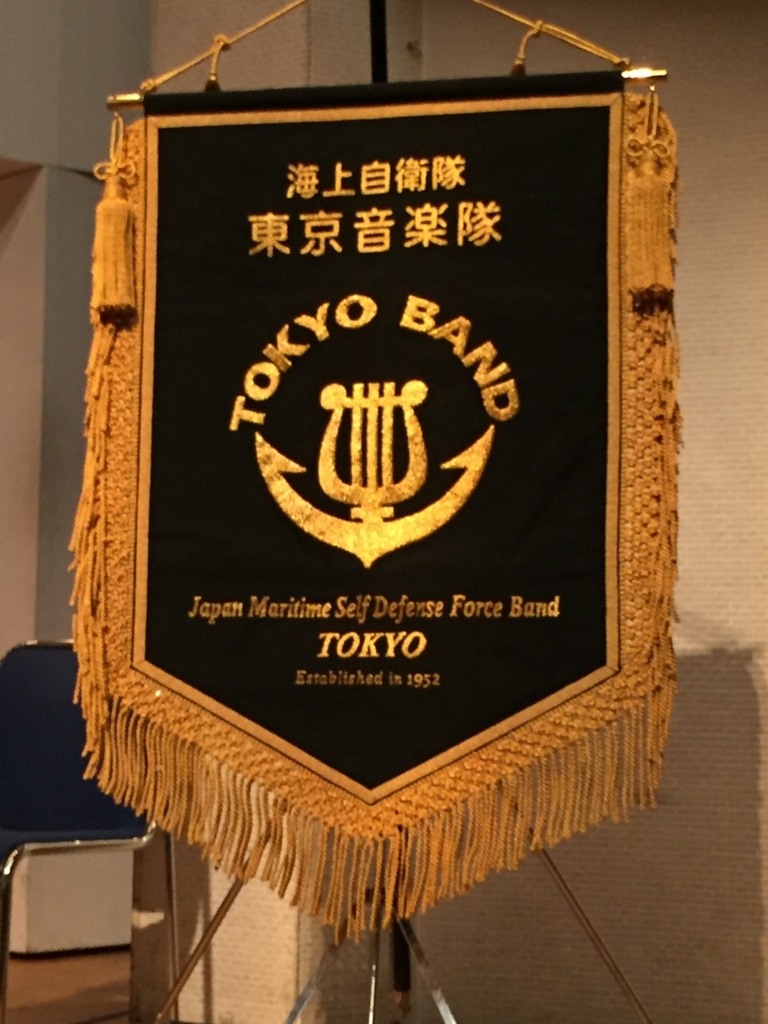 海上自衛隊
東京音楽隊
TOKYO BAND
Japan Maritime Self Defense Force Band
TOKYO
Established in 1952